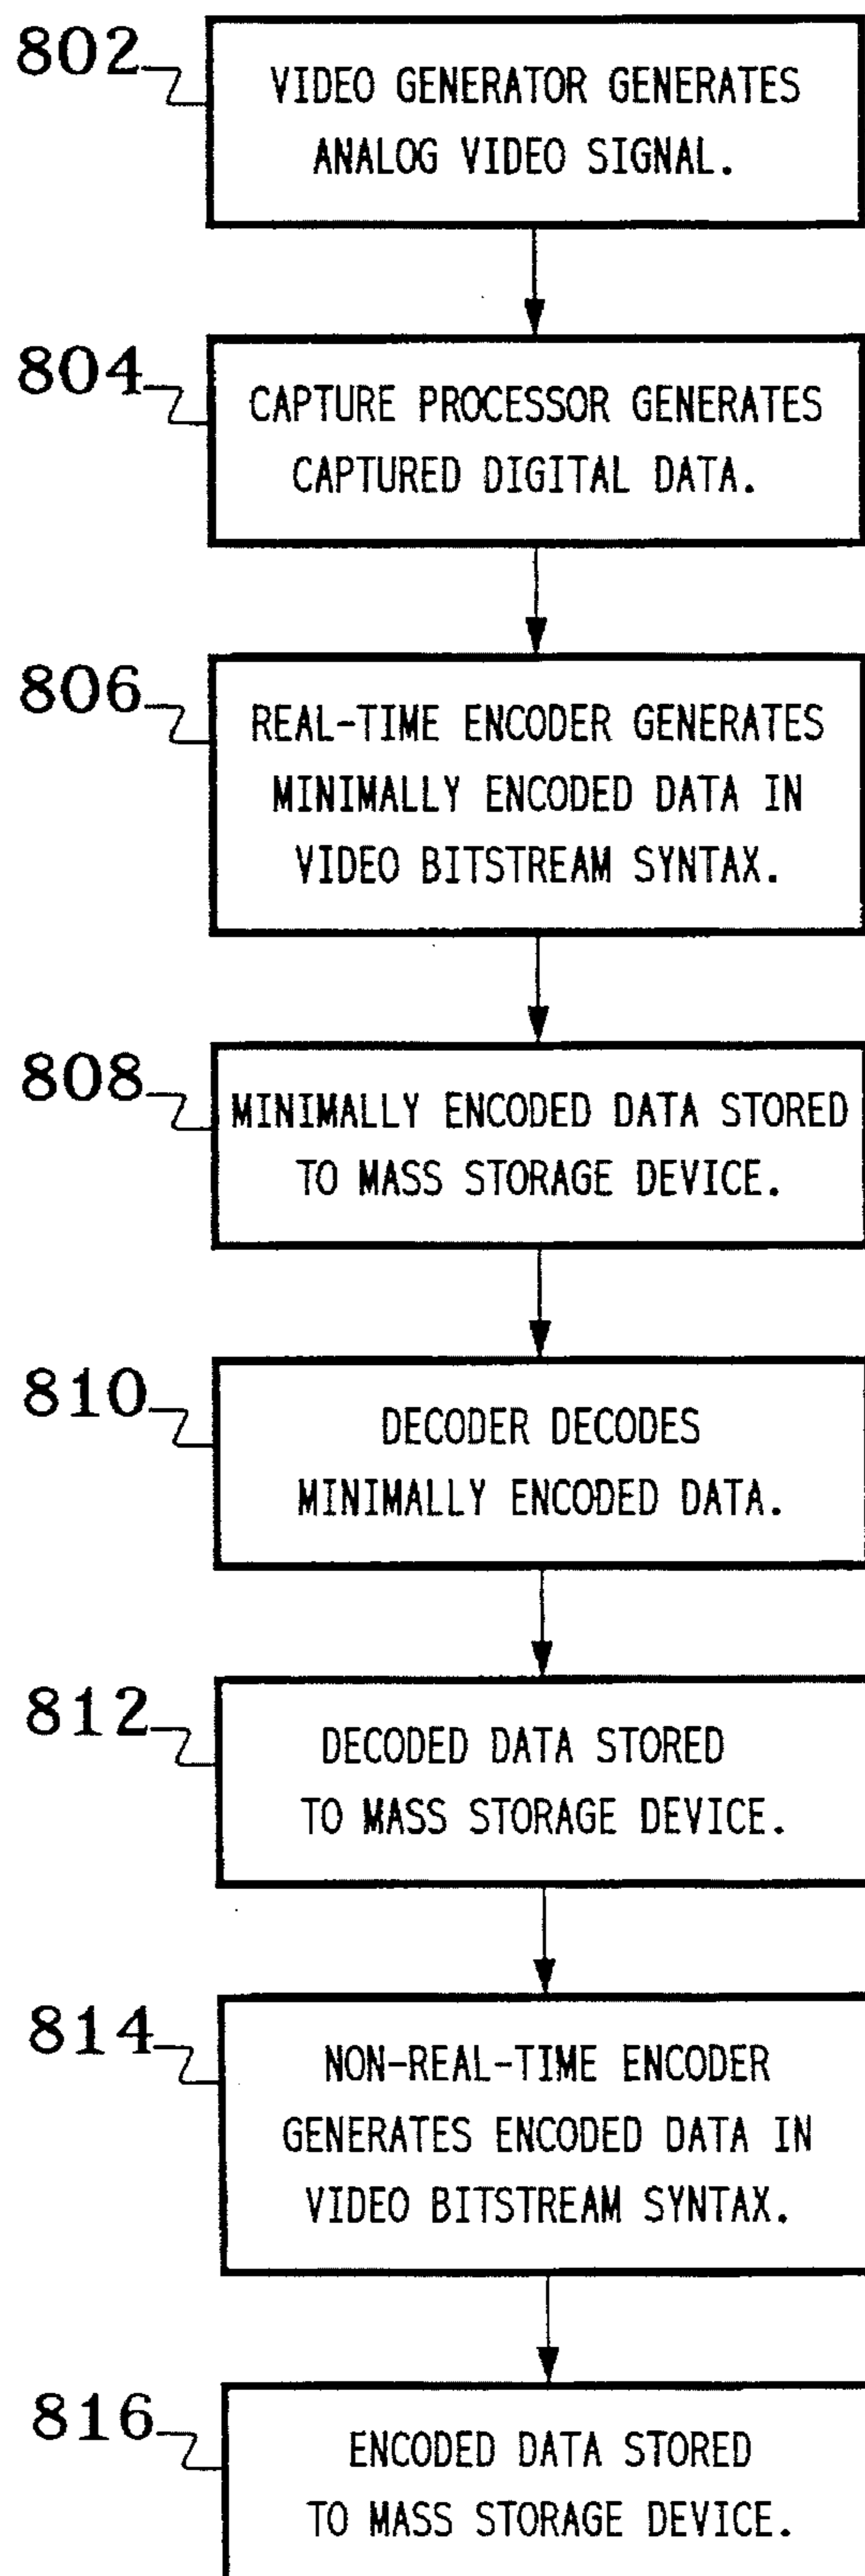 802
VIDEO GENERATOR GENERATES
ANALOG VIDEO SIGNAL.
804
CAPTURE PROCESSOR GENERATES
CAPTURED DIGITAL DATA.
806
REAL-TIME ENCODER GENERATES
MINIMALLY ENCODED DATA IN
VIDEO BITSTREAM SYNTAX.
808
MINIMALLY ENCODED DATA STORED
TO MASS STORAGE DEVICE.
810
DECODER DECODES
MINIMALLY ENCODED DATA.
812
DECODED DATA STORED
TO MASS STORAGE DEVICE.
814
NON-REAL-TIME ENCODER
GENERATES ENCODED DATA IN
VIDEO BITSTREAM SYNTAX.
816
ENCODED DATA STORED
TO MASS STORAGE DEVICE.